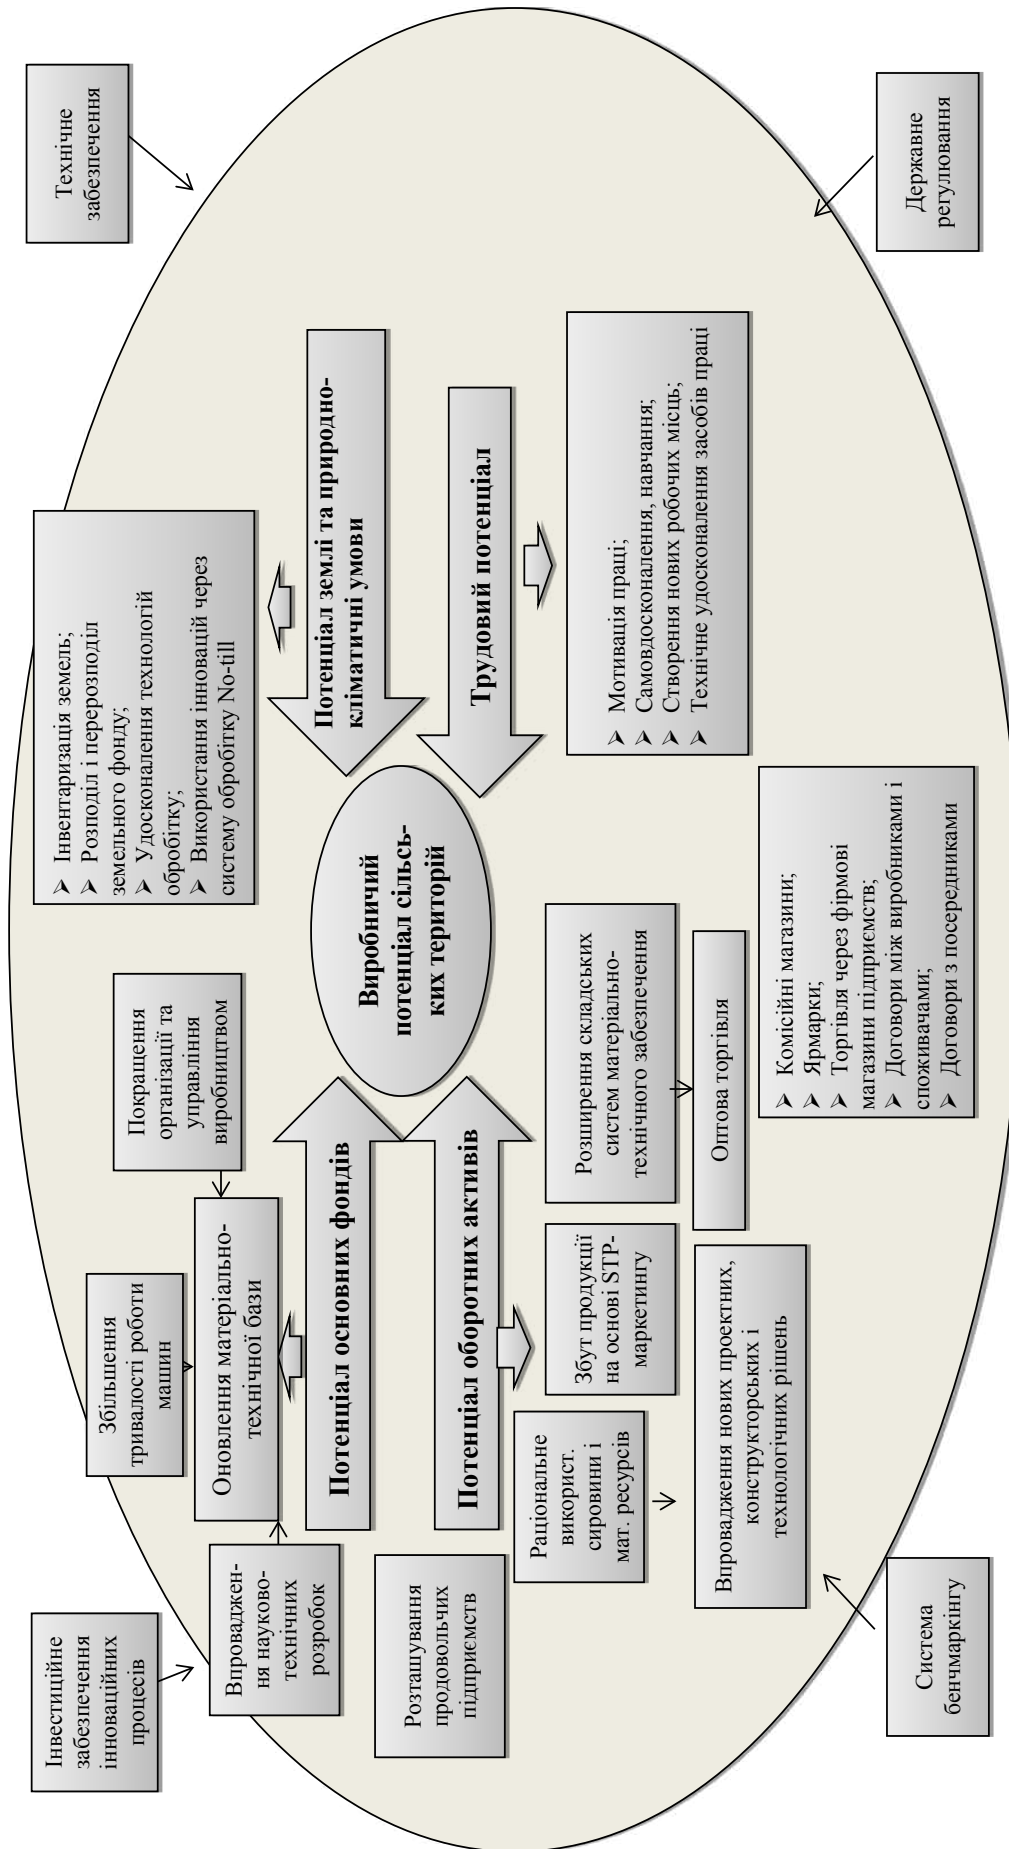 Інвестиційне
забезпечення
інноваційних
процесів
Технічне
забезпечення
Збільшення
тривалості роботи
машин
Покращення
організації та
управління
виробництвом
Впроваджен-
ня науково-
технічних
розробок
Оновлення матеріально-
технічної бази
➢ Інвентаризація земель;
➢ Розподіл і перерозподіл
земельного фонду;
➢ Удосконалення технологій
обробітку;
➢ Використання інновацій через
систему обробітку No-till
Потенціал основних фондів
Потенціал землі та природно-
кліматичні умови
Виробничий
потенціал сільсь-
ких територій
Розташування
продовольчих
підприємств
Потенціал оборотних активів
Трудовий потенціал
Раціональне
використ.
сировини і
мат. ресурсів
Збут продукції
на основі STP-
маркетингу
Розширення складських
систем матеріально-
технічного забезпечення
➢ Мотивація праці;
➢ Самовдосконалення, навчання;
➢ Створення нових робочих місць;
➢ Технічне удосконалення засобів праці
Впровадження нового проектних,
конструкторських і
технологічних рішень
Оптова торгівля
➢ Комісійні магазини;
➢ Ярмарки;
➢ Торгівля через фірмові
магазини підприємств;
➢ Договори між виробниками і
споживачами;
➢ Договори з посередниками
Система
бенчмаркінгу
Державне
регулювання